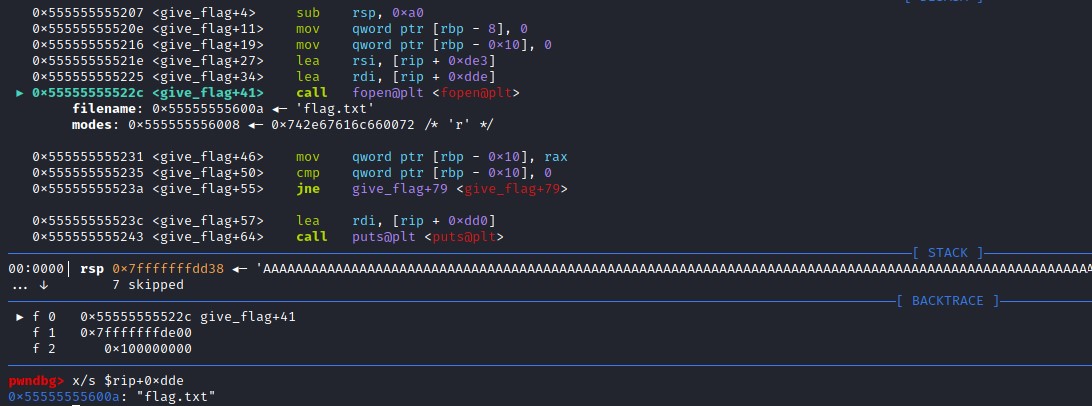 0×555555555207 <give_flag+4> sub rsp, 0×a0
0×55555555520e <give_flag+11> mov qword ptr [rbp - 8], 0
0×555555555216 <give_flag+19> mov qword ptr [rbp - 0×10], 0
0×55555555521e <give_flag+27> lea rsi, [rip + 0×de3]
0×555555555225 <give_flag+34> lea rdi, [rip + 0×dde]
► 0×55555555522c <give_flag+41> call fopen@plt <fopen@plt>
filename: 0×55555555600a ◂— 'flag.txt'
modes: 0×555555556008 ◂— 0×742e67616c660072 /* 'r' */
0×555555555231 <give_flag+46> mov qword ptr [rbp - 0×10], rax
0×555555555235 <give_flag+50> cmp qword ptr [rbp - 0×10], 0
0×55555555523a <give_flag+55> jne give_flag+79 <give_flag+79>
0×55555555523c <give_flag+57> lea rdi, [rip + 0×dd0]
0×555555555243 <give_flag+64> call puts@plt <puts@plt>
[ STACK ]
00:0000│ rsp 0×7fffffffdd38 ◂— 'AAAAAAAAAAAAAAAAAAAAAAAAAAAAAAAAAAAAAAAAAAAAAAAAAAAAAAAAAAAAAAAAAAAAAAAAAAAAAAAAAAAAAAAAAAAAAAAAAAAAAAA
... ↓ 7 skipped
[ BACKTRACE ]
► f 0 0×55555555522c give_flag+41
f 1 0×7fffffffde00
f 2 0×100000000
pwndbg> x/s $rip+0×dde
0×55555555600a: "flag.txt"